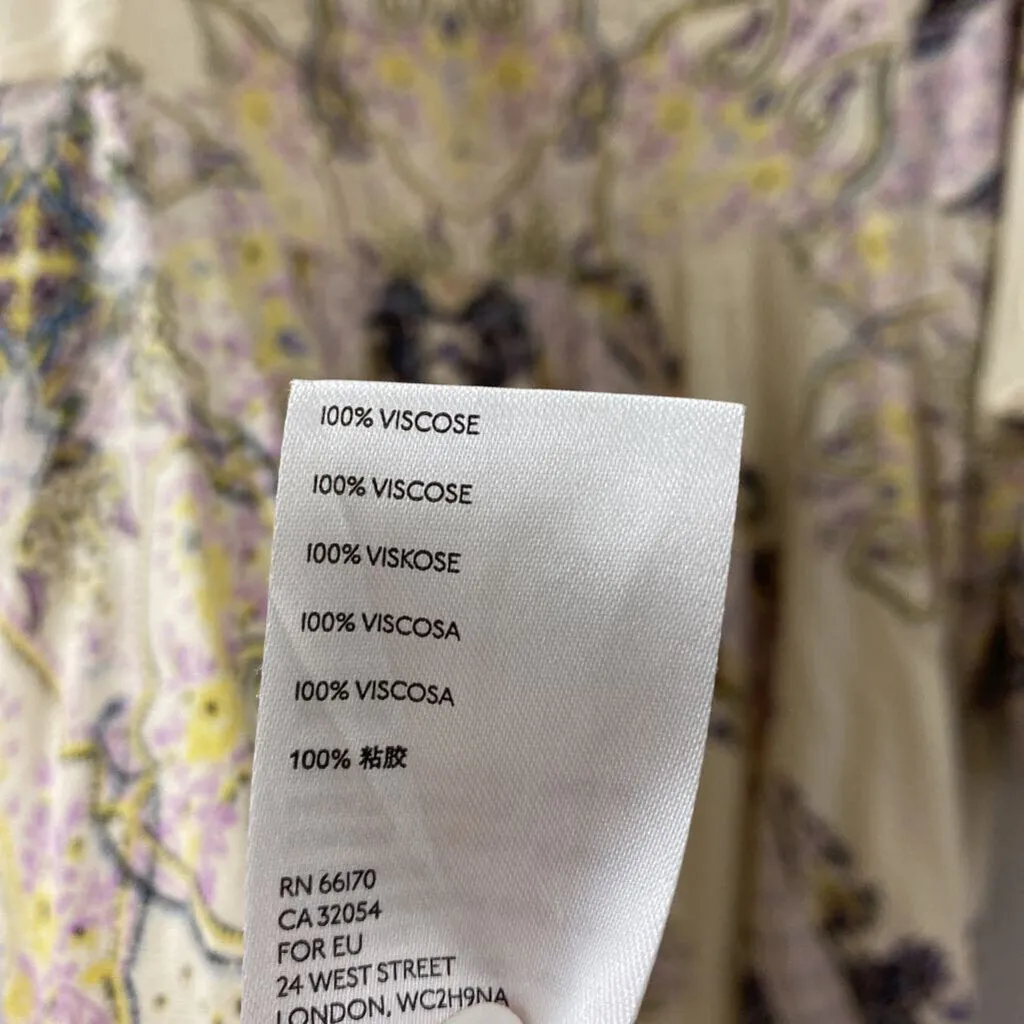 100% VISCOSE
100% VISCOSE
100% VISKOSE
100% VISCOSA
100% VISCOSA
100% 粘胶
RN 66170
CA 32054
FOR EU
24 WEST STREET
LONDON, WC2H9NA